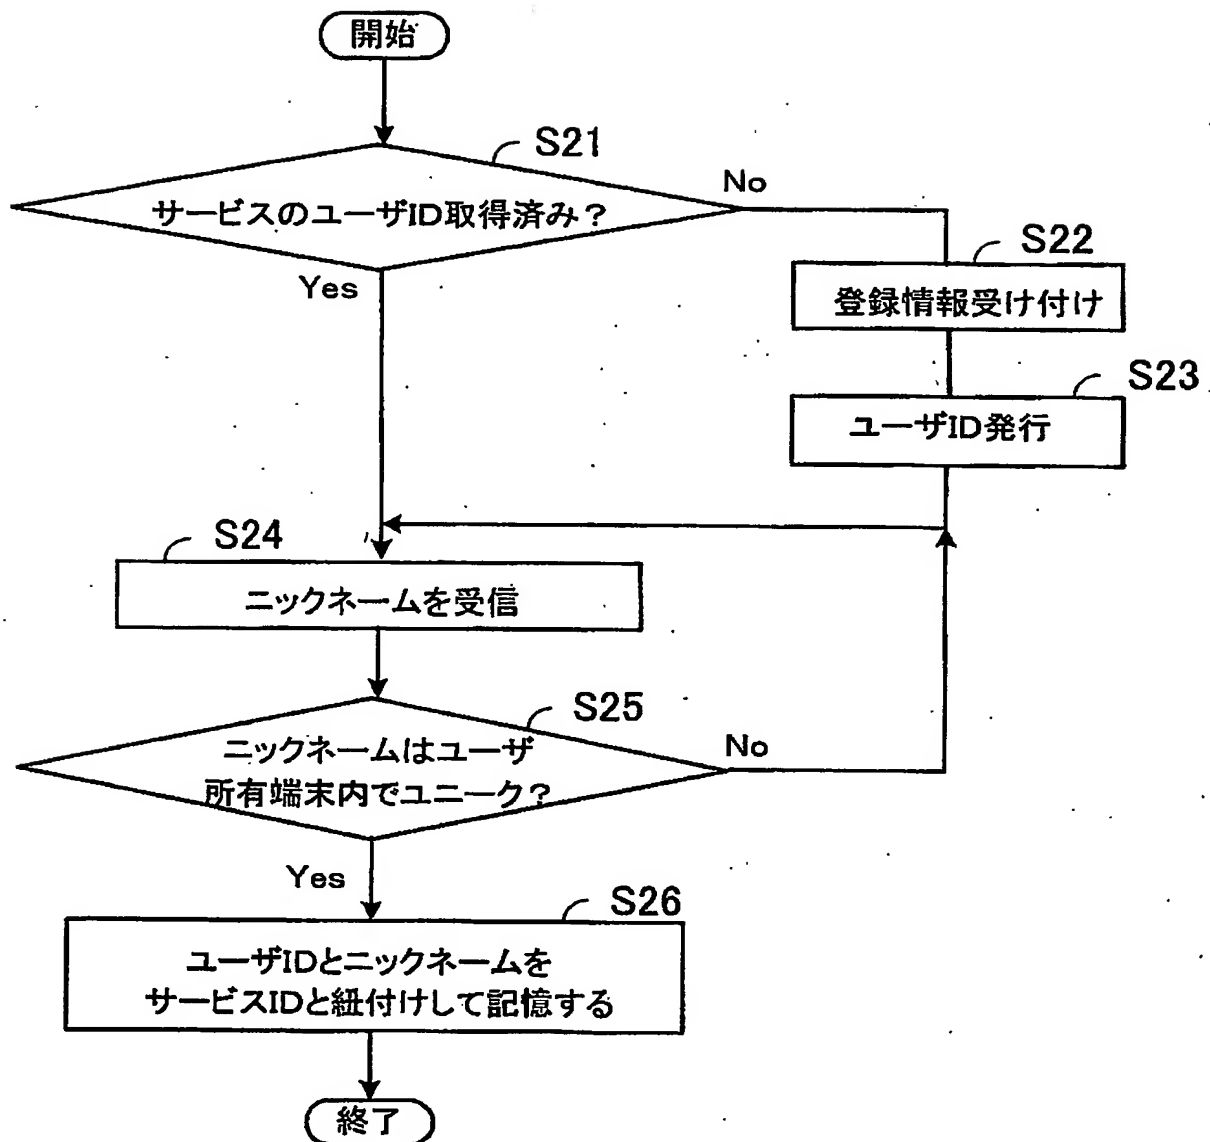 開始
S21
サービスのユーザID取得済み?
No
Yes
S22
登録情報受け付け
S23
ユーザID発行
S24
ニックネームを受信
S25
ニックネームはユーザ
所有端末内でユニーク?
No
Yes
S26
ユーザIDとニックネームを
サービスIDと紐付けして記憶する
終了